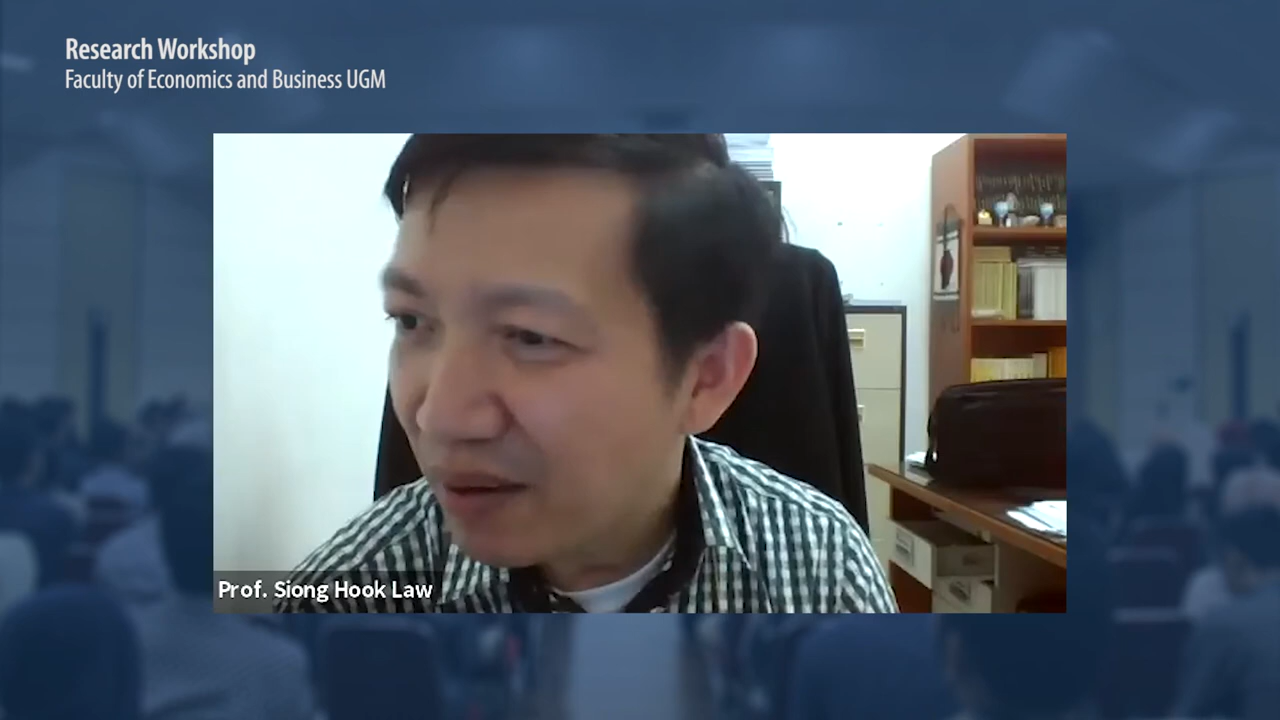 Research Workshop
Faculty of Economics and Business UGM
Prof. Siong Hook Law